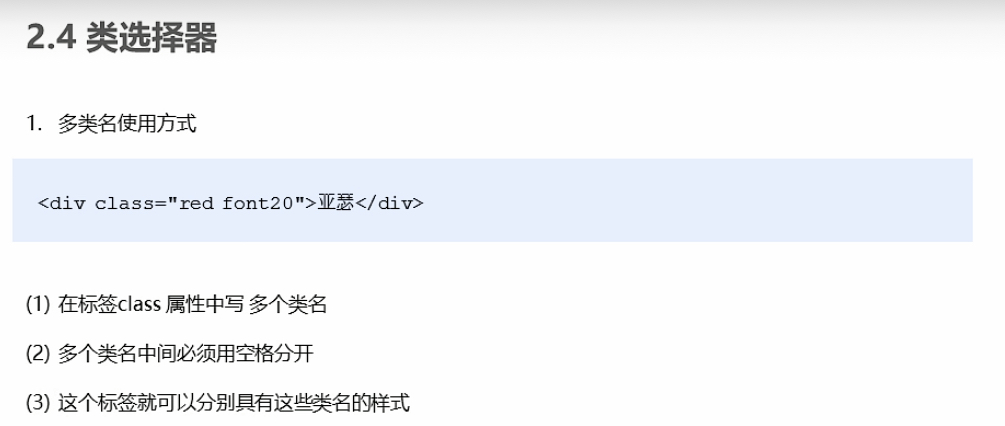 2.4 类选择器
1. 多类名使用方式
<div class="red font20">亚瑟</div>
(1) 在标签class 属性中写 多个类名
(2) 多个类名中间必须用空格分开
(3) 这个标签就可以分别具有这些类名的样式